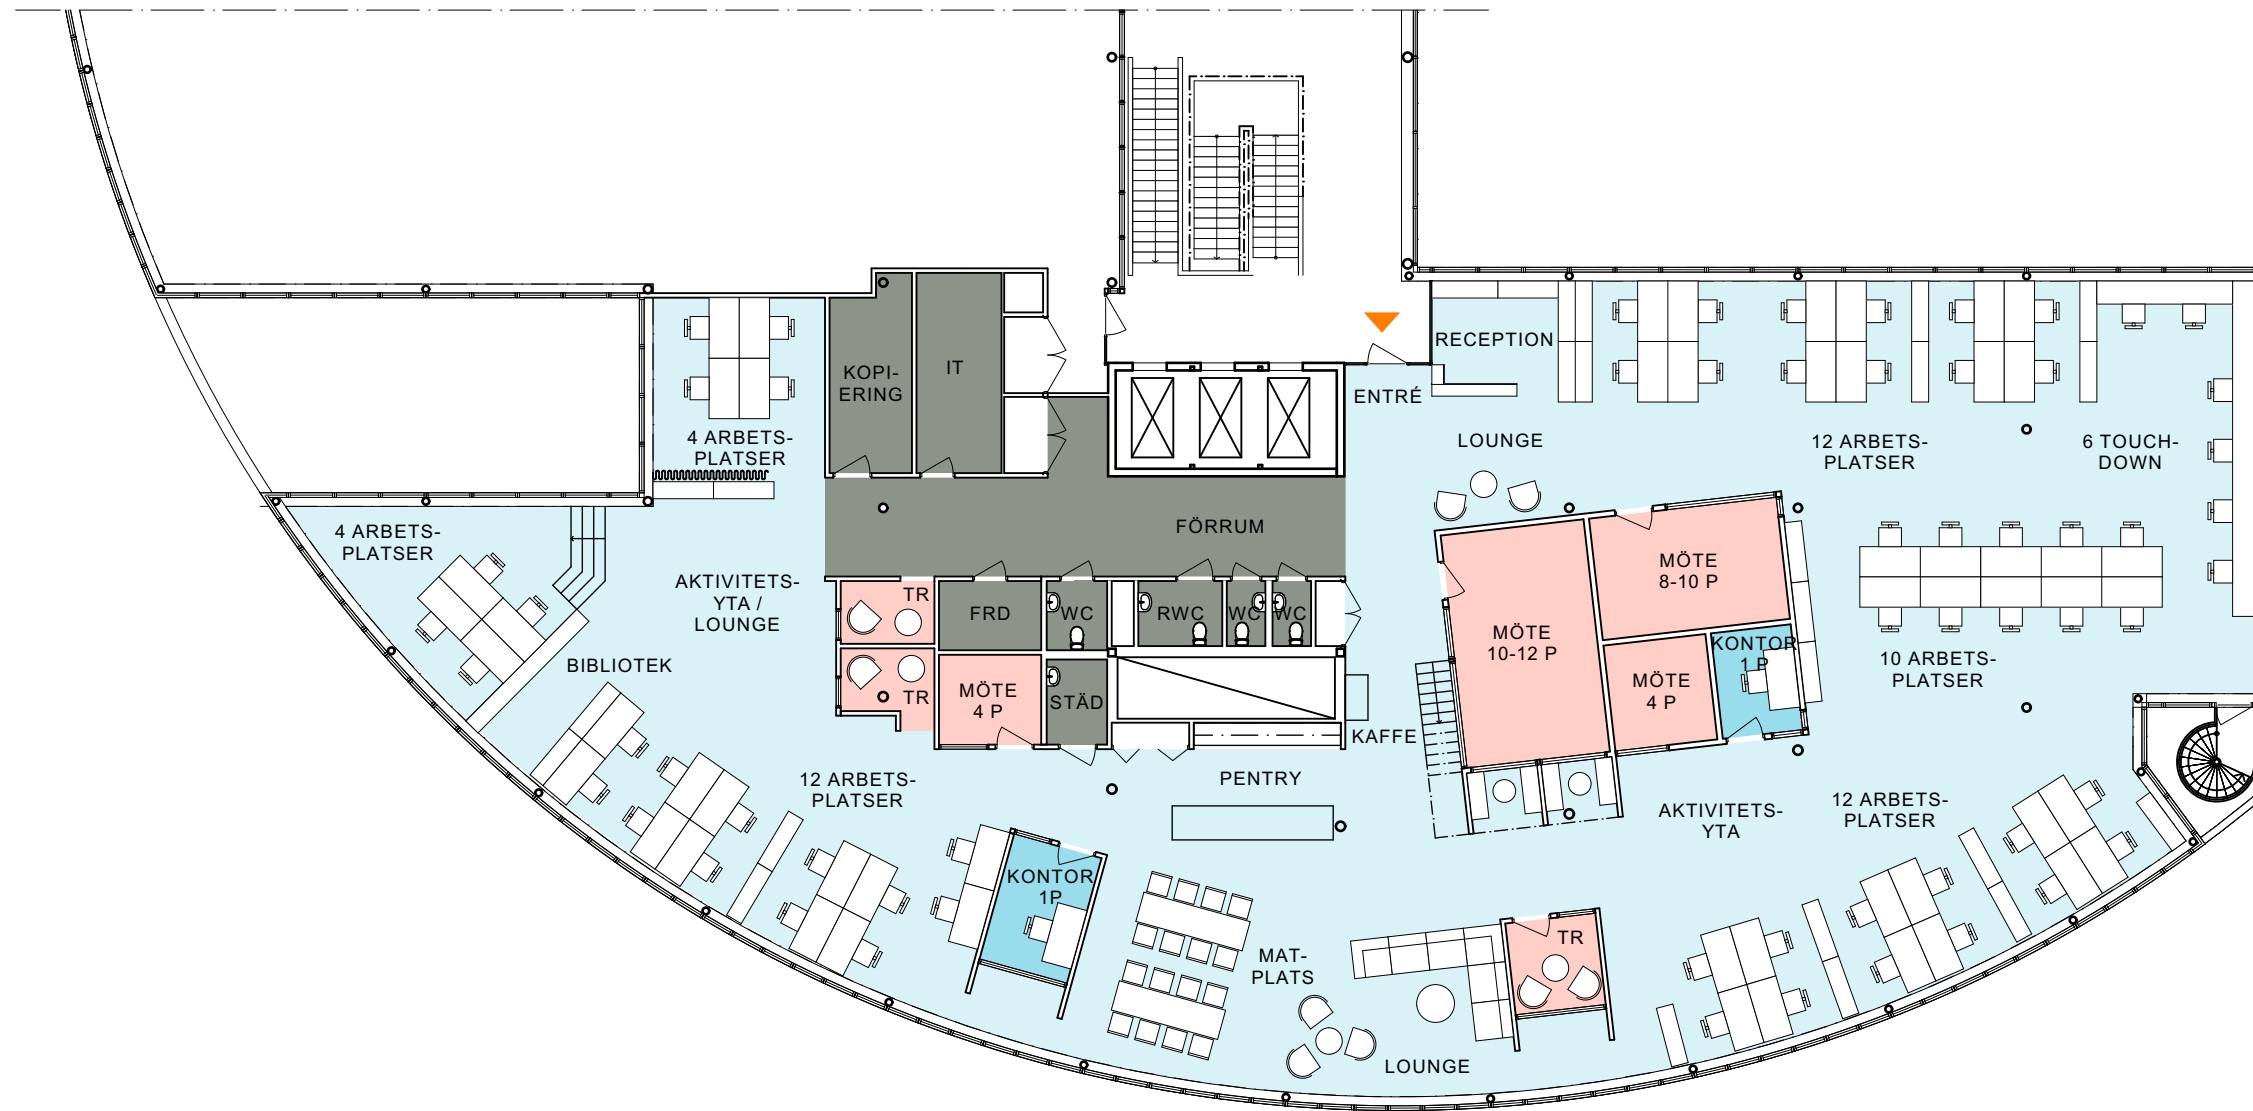 RECEPTION
KOPI-
ERING
IT
ENTRÉ
4 ARBETS-
PLATSER
LOUNGE
12 ARBETS-
PLATSER
6 TOUCH-
DOWN
4 ARBETS-
PLATSER
FÖRRUM
MÖTE
8-10 P
AKTIVITETS-
YTA /
LOUNGE
TR
FRD
WC
RWC
WC
WC
MÖTE
10-12 P
KONTOR
1 P
10 ARBETS-
PLATSER
BIBLIOTEK
TR
MÖTE
4 P
STÄD
MÖTE
4 P
KAFFE
12 ARBETS-
PLATSER
PENTRY
AKTIVITETS-
YTA
12 ARBETS-
PLATSER
KONTOR
1P
MAT-
PLATS
TR
LOUNGE